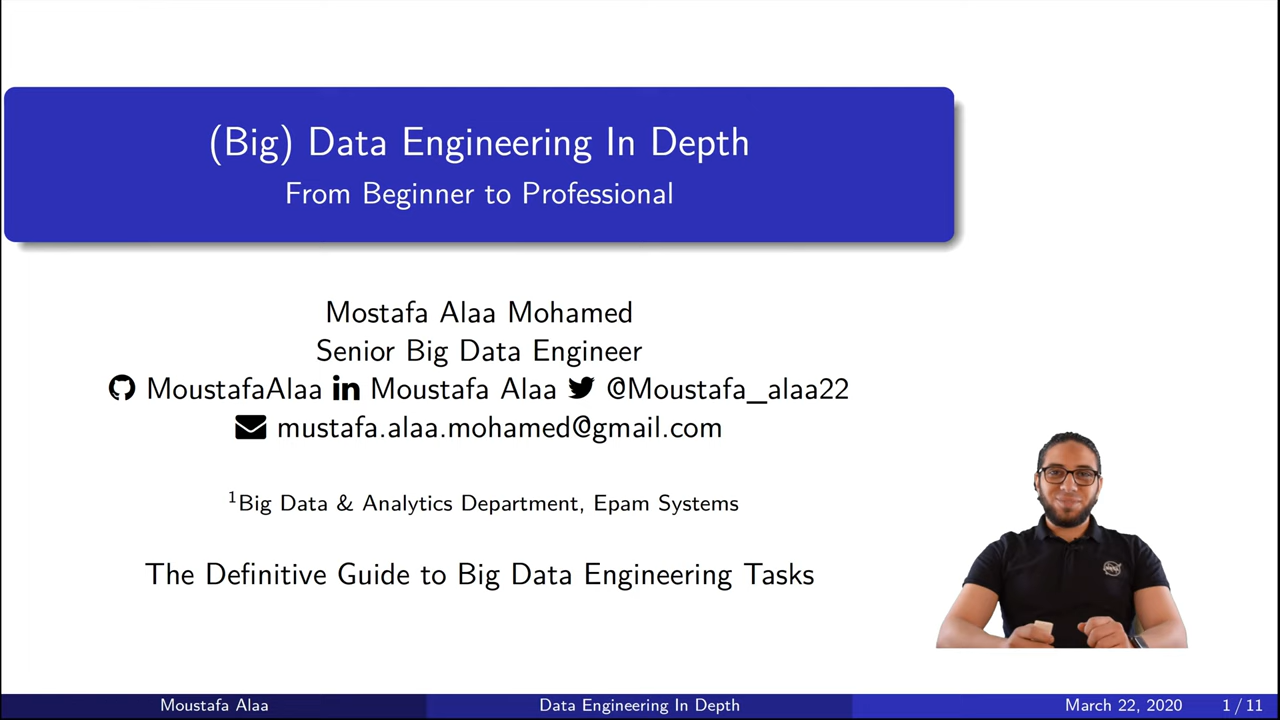 (Big) Data Engineering In Depth
From Beginner to Professional
Mostafa Alaa Mohamed
Senior Big Data Engineer
MoustafaAlaa in Moustafa Alaa @Moustafa_alaa22
mustafa.alaa.mohamed@gmail.com
1Big Data & Analytics Department, Epam Systems
The Definitive Guide to Big Data Engineering Tasks
Moustafa Alaa Data Engineering In Depth March 22, 2020 1 / 11